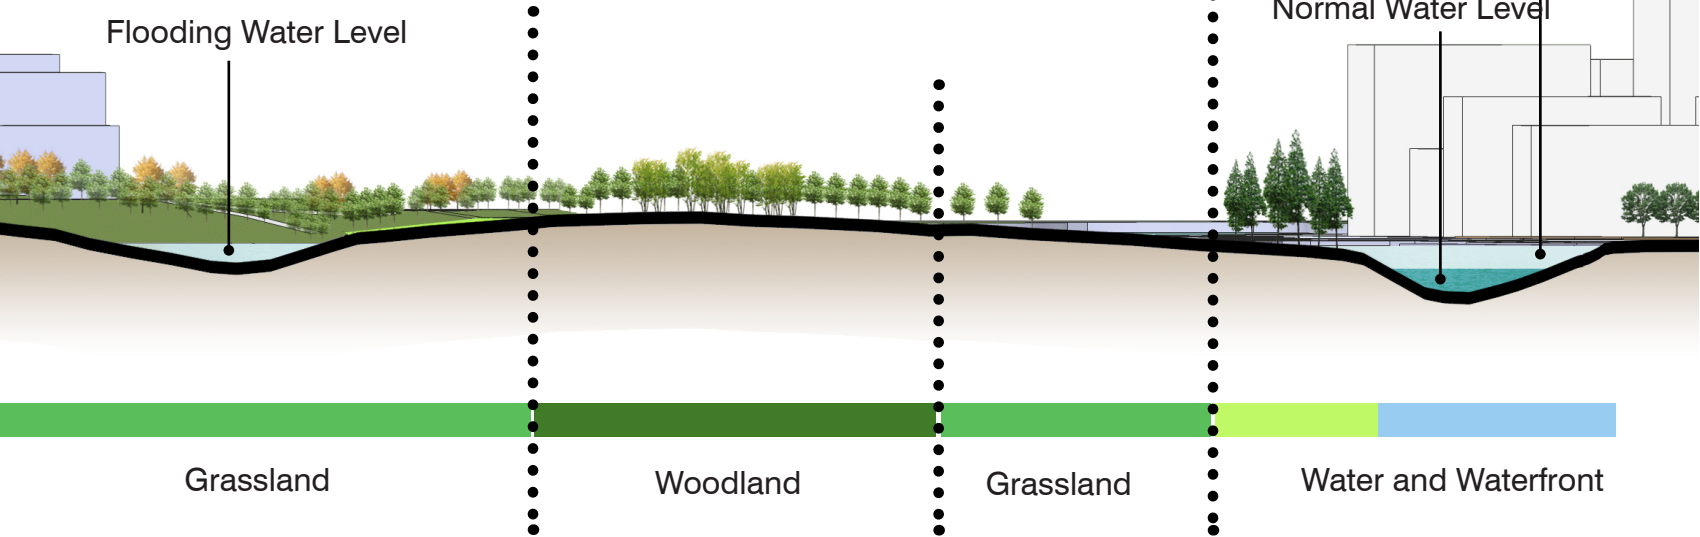 Flooding Water Level
Normal Water Level
Grassland
Woodland
Grassland
Water and Waterfront